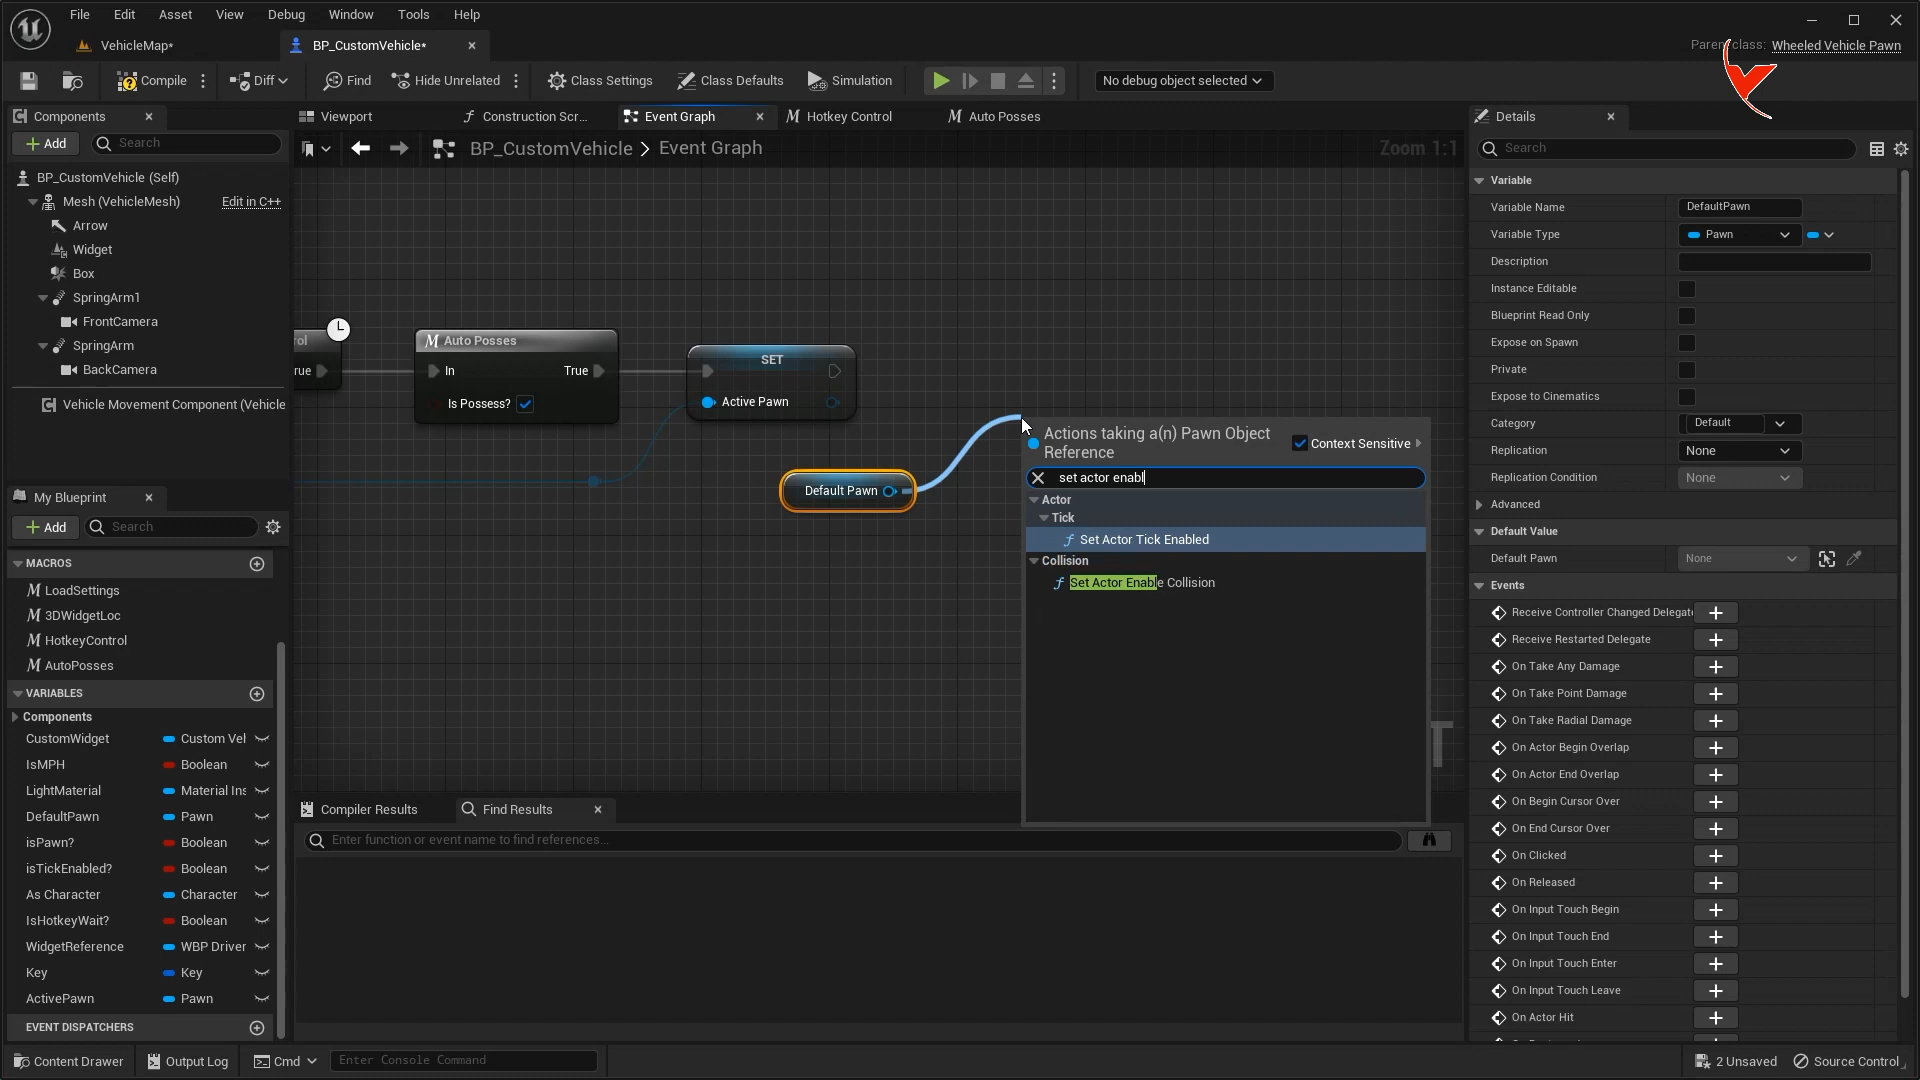 File Edit Asset View Debug Window Tools Help
VehicleMap* BP_CustomVehicle*
Parent class: Wheeled Vehicle Pawn
Compile Diff Find Hide Unrelated Class Settings Class Defaults Simulation No debug object selected
Components
Add Search
BP_CustomVehicle (Self)
Mesh (VehicleMesh) Edit in C++
Arrow
Widget
Box
SpringArm1
FrontCamera
SpringArm
BackCamera
Vehicle Movement Component (Vehicle
My Blueprint
Add Search
MACROS
LoadSettings
3DWidgetLoc
HotkeyControl
AutoPosses
VARIABLES
Components
CustomWidget Custom Vel
IsMPH Boolean
LightMaterial Material Ins
DefaultPawn Pawn
isPawn? Boolean
isTickEnabled? Boolean
As Character Character
IsHotkeyWait? Boolean
WidgetReference WBP Driver
Key Key
ActivePawn Pawn
EVENT DISPATCHERS
Viewport Construction Scr... Event Graph Hotkey Control Auto Posses
BP_CustomVehicle > Event Graph Zoom 1:1
rol
rue
Auto Posses
In True
Is Possess?
SET
Active Pawn
Default Pawn
Actions taking a(n) Pawn Object
Reference
Context Sensitive
set actor enabl
Actor
Tick
Set Actor Tick Enabled
Collision
Set Actor Enable Collision
T
Compiler Results Find Results
Enter function or event name to find references...
Details
Search
Variable
Variable Name DefaultPawn
Variable Type Pawn
Description
Instance Editable
Blueprint Read Only
Expose on Spawn
Private
Expose to Cinematics
Category Default
Replication None
Replication Condition None
Advanced
Default Value
Default Pawn None
Events
Receive Controller Changed Delegat
Receive Restarted Delegate
On Take Any Damage
On Take Point Damage
On Take Radial Damage
On Actor Begin Overlap
On Actor End Overlap
On Begin Cursor Over
On End Cursor Over
On Clicked
On Released
On Input Touch Begin
On Input Touch End
On Input Touch Enter
On Input Touch Leave
On Actor Hit
Content Drawer Output Log Cmd Enter Console Command 2 Unsaved Source Control